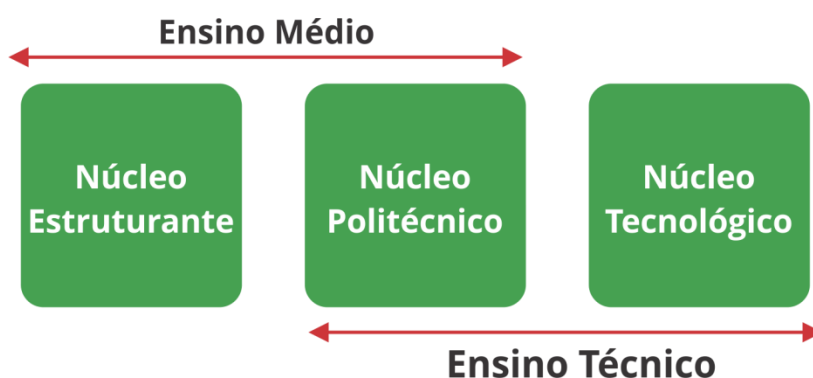 Ensino Médio
Núcleo
Estruturante
Núcleo
Politécnico
Núcleo
Tecnológico
Ensino Técnico